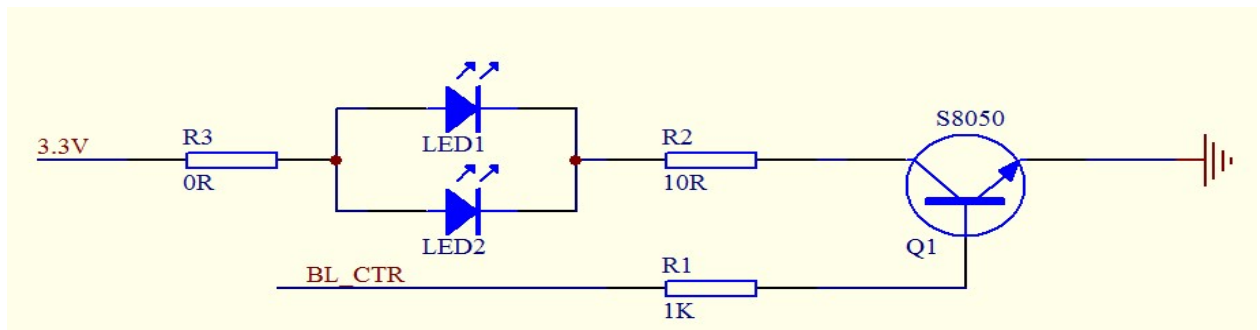 S8050
3.3V
R3
0R
LED1
R2
10R
LED2
Q1
BL_CTR
R1
1K